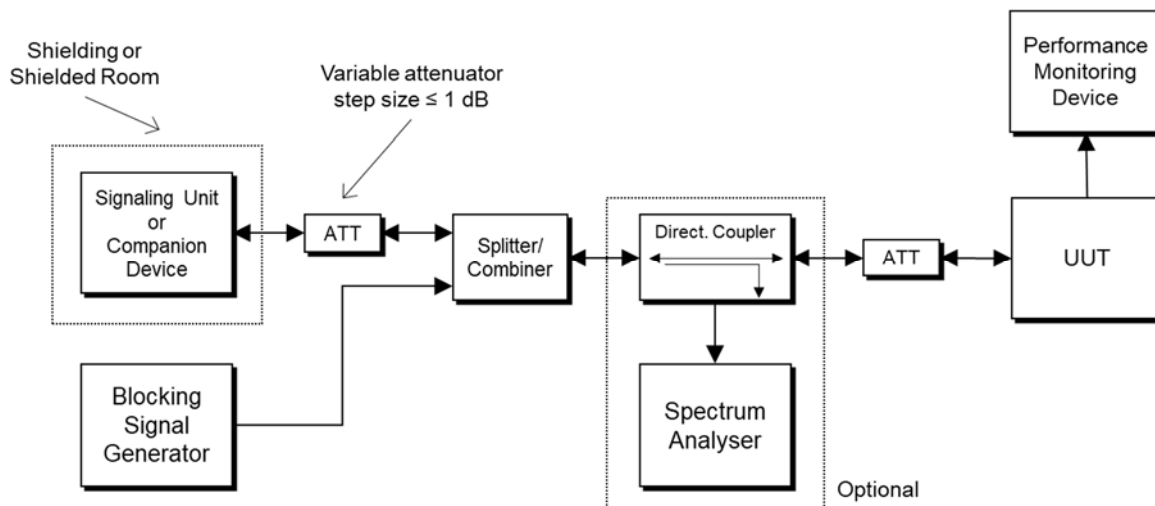 Shielding or
Shielded Room
Variable attenuator
step size ≤ 1 dB
Performance
Monitoring
Device
Signaling Unit
or
Companion
Device
ATT
Splitter/
Combiner
Direct. Coupler
ATT
UUT
Blocking
Signal
Generator
Spectrum
Analyser
Optional